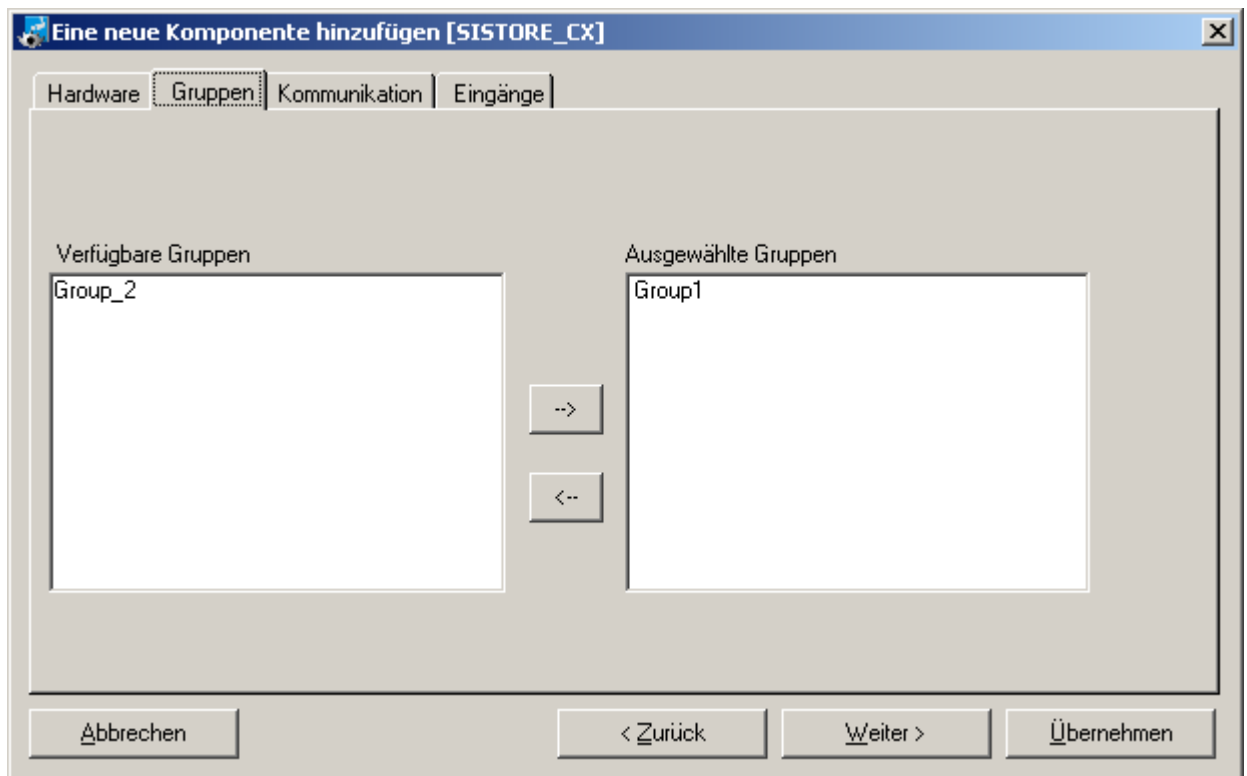 Eine neue Komponente hinzufügen [SISTORE_CX]
Hardware Gruppen Kommunikation Eingänge
Verfügbare Gruppen Ausgewählte Gruppen
Group_2 Group1
-->
<--
Abbrechen < Zurück Weiter > Übernehmen